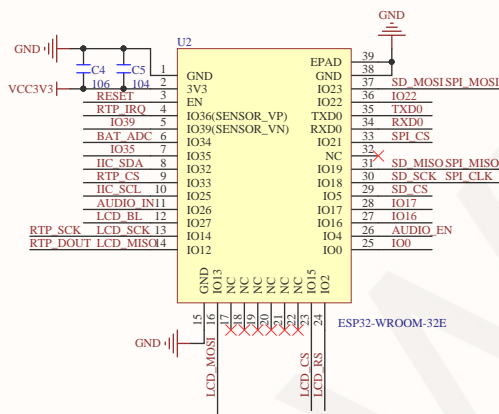 GND
U2
GND
C4
C5
106
104
VCC3V3
1 GND
2 3V3
RESET 3 EN
RTP_IRQ 4 IO36(SENSOR_VP)
IO39 5 IO39(SENSOR_VN)
BAT_ADC 6 IO34
IO35 7 IO35
IIC_SDA 8 IO32
RTP_CS 9 IO33
IIC_SCL 10 IO25
AUDIO_IN 11 IO26
LCD_BL 12 IO27
RTP_SCK LCD_SCK 13 IO14
RTP_DOUT LCD_MISO 14 IO12
EPAD 39
GND 38
IO23 37 SD_MOSI SPI_MOSI
IO22 36 IO22
TXD0 35 TXD0
RXD0 34 RXD0
IO21 33 SPI_CS
NC 32
IO19 31 SD_MISO SPI_MISO
IO18 30 SD_SCK SPI_CLK
IO5 29 SD_CS
IO17 28 IO18
IO16 27 IO16
IO4 26 AUDIO_EN
IO0 25 IO0
GND 15
IO13 16 LCD_MOSI
NC 17
NC 18
NC 19
NC 20
NC 21
NC 22
IO15 23 LCD_CS
IO2 24 LCD_RS
GND
ESP32-WROOM-32E